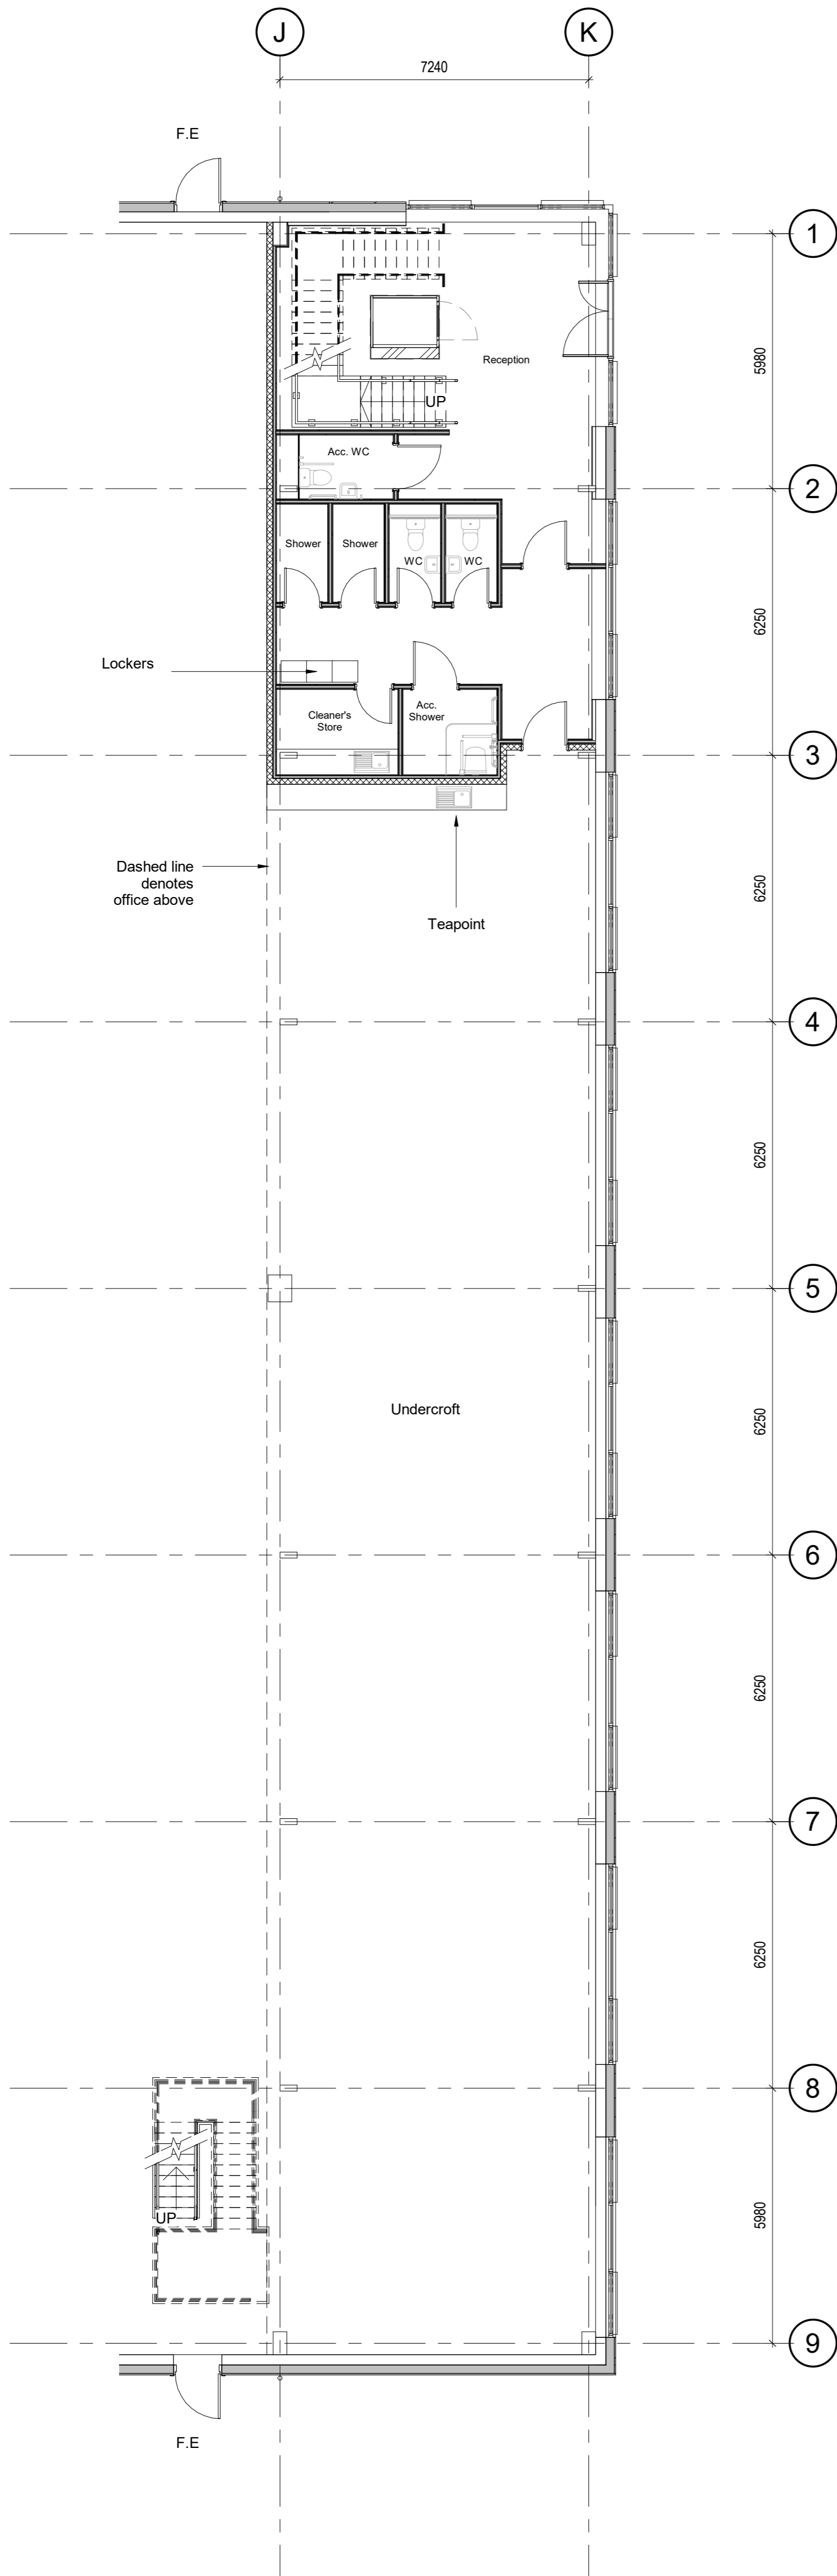 J
K
7240
F.E
1
5980
Reception
UP
Acc. WC
2
Shower
Shower
WC
WC
6250
Lockers
Acc.
Shower
Cleaner's
Store
3
Dashed line
denotes
office above
6250
Teapoint
4
6250
5
6250
Undercroft
6
6250
7
6250
8
UP
5980
9
F.E